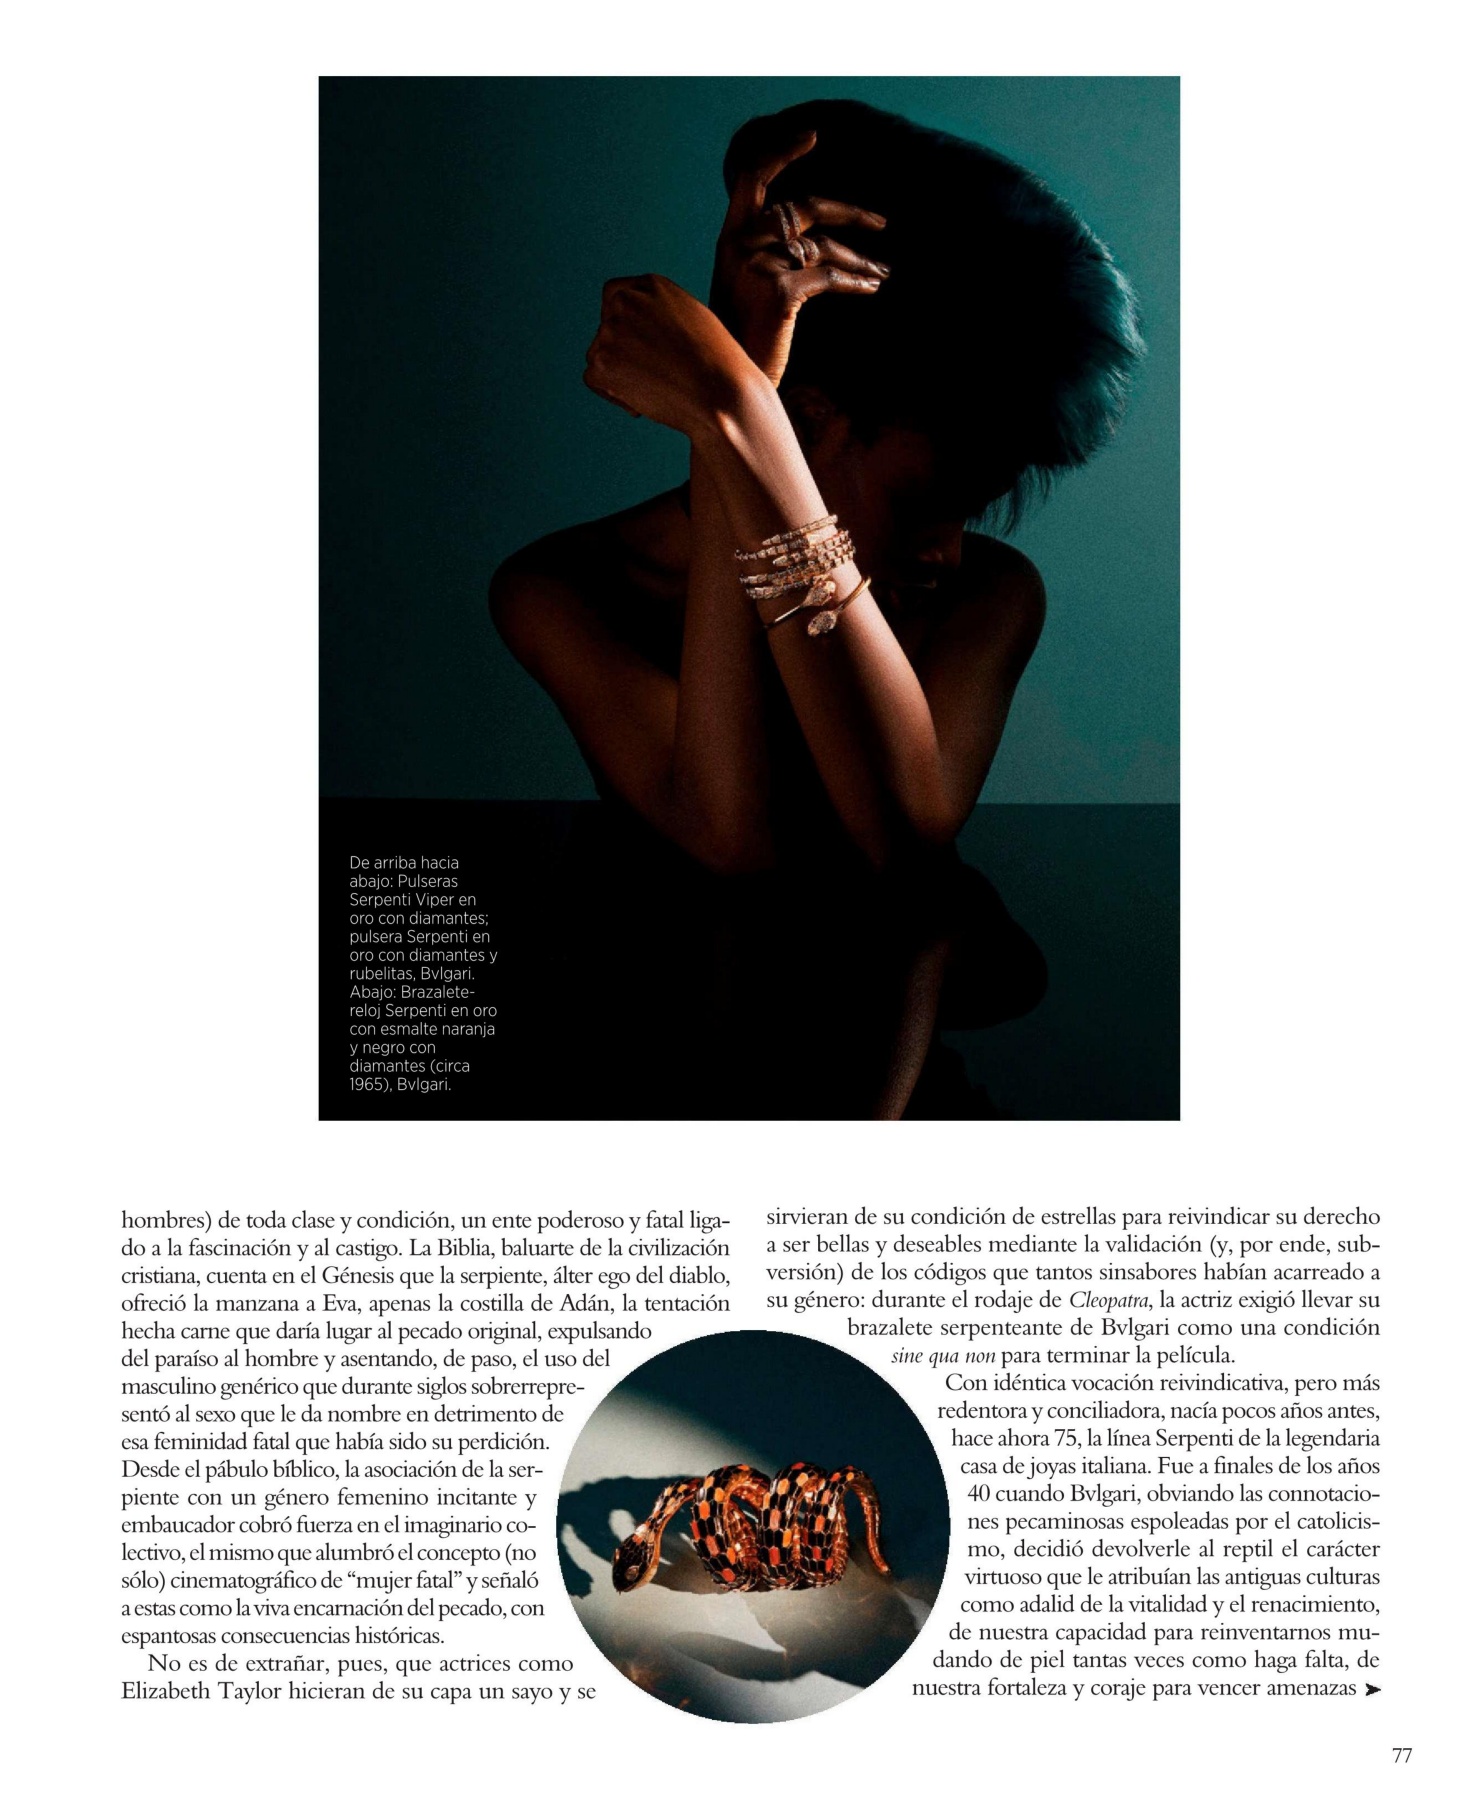 De arriba hacia
abajo: Pulseras
Serpenti Viper en
oro con diamantes;
pulsera Serpenti en
oro con diamantes y
rubelitas, Bvlgari.
Abajo: Brazalete-
reloj Serpenti en oro
con esmalte naranja
y negro con
diamantes (circa
1965), Bvlgari.
hombres) de toda clase y condición, un ente poderoso y fatal liga-
do a la fascinación y al castigo. La Biblia, baluarte de la civilización
cristiana, cuenta en el Génesis que la serpiente, álter ego del diablo,
ofreció la manzana a Eva, apenas la costilla de Adán, la tentación
hecha carne que daría lugar al pecado original, expulsando
del paraíso al hombre y asentando, de paso, el uso del
masculino genérico que durante siglos sobrerrepre-
sentó al sexo que le da nombre en detrimento de
esa feminidad fatal que había sido su perdición.
Desde el pábulo bíblico, la asociación de la ser-
piente con un género femenino incitante y
embaucador cobró fuerza en el imaginario co-
lectivo, el mismo que alumbró el concepto (no
sólo) cinematográfico de “mujer fatal” y señaló
a estas como la viva encarnación del pecado, con
espantosas consecuencias históricas.
No es de extrañar, pues, que actrices como
Elizabeth Taylor hicieran de su capa un sayo y se
sirvieran de su condición de estrellas para reivindicar su derecho
a ser bellas y deseables mediante la validación (y, por ende, sub-
versión) de los códigos que tantos sinsabores habían acarreado a
su género: durante el rodaje de Cleopatra, la actriz exigió llevar su
brazalete serpenteante de Bvlgari como una condición
sine qua non para terminar la película.
Con idéntica vocación reivindicativa, pero más
redentora y conciliadora, nacía pocos años antes,
hace ahora 75, la línea Serpenti de la legendaria
casa de joyas italiana. Fue a finales de los años
40 cuando Bvlgari, obviando las connotacio-
nes pecaminosas espoleadas por el catolicis-
mo, decidió devolverle al reptil el carácter
virtuoso que le atribuían las antiguas culturas
como adalid de la vitalidad y el renacimiento,
de nuestra capacidad para reinventarnos mu-
dando de piel tantas veces como haga falta, de
nuestra fortaleza y coraje para vencer amenazas ➤
77